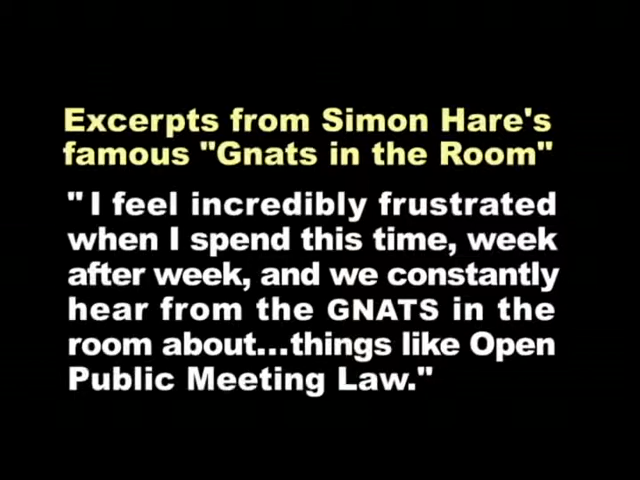 Excerpts from Simon Hare's
famous "Gnats in the Room"
"I feel incredibly frustrated
when I spend this time, week
after week, and we constantly
hear from the GNATS in the
room about...things like Open
Public Meeting Law."